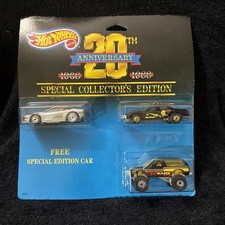 Hot Wheels
20TH
ANNIVERSARY
1968 1988
SPECIAL COLLECTOR'S EDITION
FREE
SPECIAL EDITION CAR